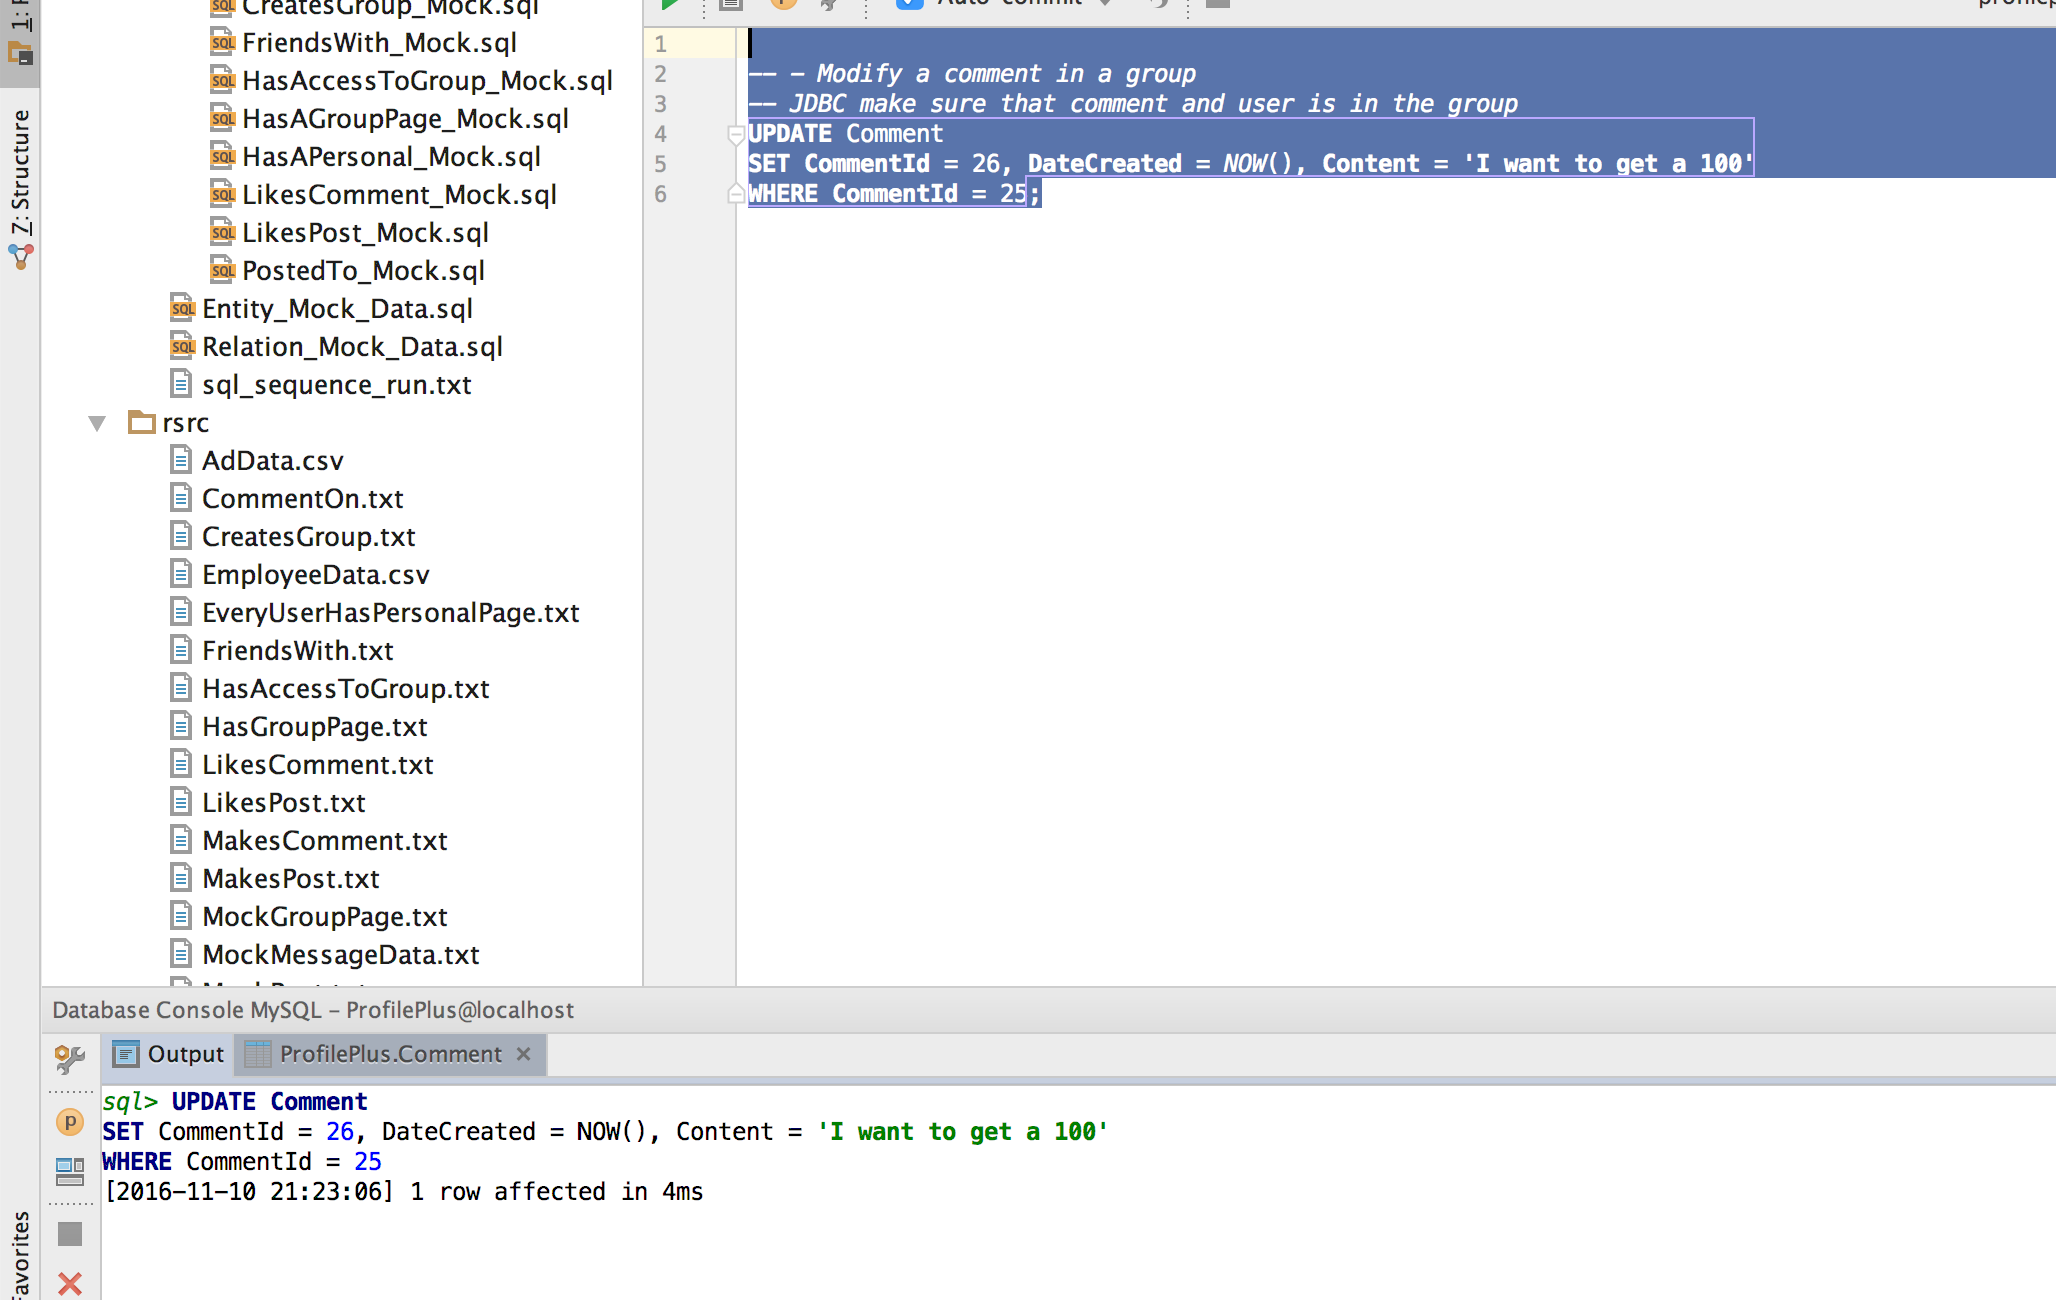 1:
Z: Structure
Favorites
CreatesGroup_Mock.sql
FriendsWith_Mock.sql
HasAccessToGroup_Mock.sql
HasAGroupPage_Mock.sql
HasAPersonal_Mock.sql
LikesComment_Mock.sql
LikesPost_Mock.sql
PostedTo_Mock.sql
Entity_Mock_Data.sql
Relation_Mock_Data.sql
sql_sequence_run.txt
rsrc
AdData.csv
CommentOn.txt
CreatesGroup.txt
EmployeeData.csv
EveryUserHasPersonalPage.txt
FriendsWith.txt
HasAccessToGroup.txt
HasGroupPage.txt
LikesComment.txt
LikesPost.txt
MakesComment.txt
MakesPost.txt
MockGroupPage.txt
MockMessageData.txt
1
2 -- - Modify a comment in a group
3 -- JDBC make sure that comment and user is in the group
4 UPDATE Comment
5 SET CommentId = 26, DateCreated = NOW(), Content = 'I want to get a 100'
6 WHERE CommentId = 25;
Database Console MySQL - ProfilePlus@localhost
Output ProfilePlus.Comment
sql> UPDATE Comment
SET CommentId = 26, DateCreated = NOW(), Content = 'I want to get a 100'
WHERE CommentId = 25
[2016-11-10 21:23:06] 1 row affected in 4ms